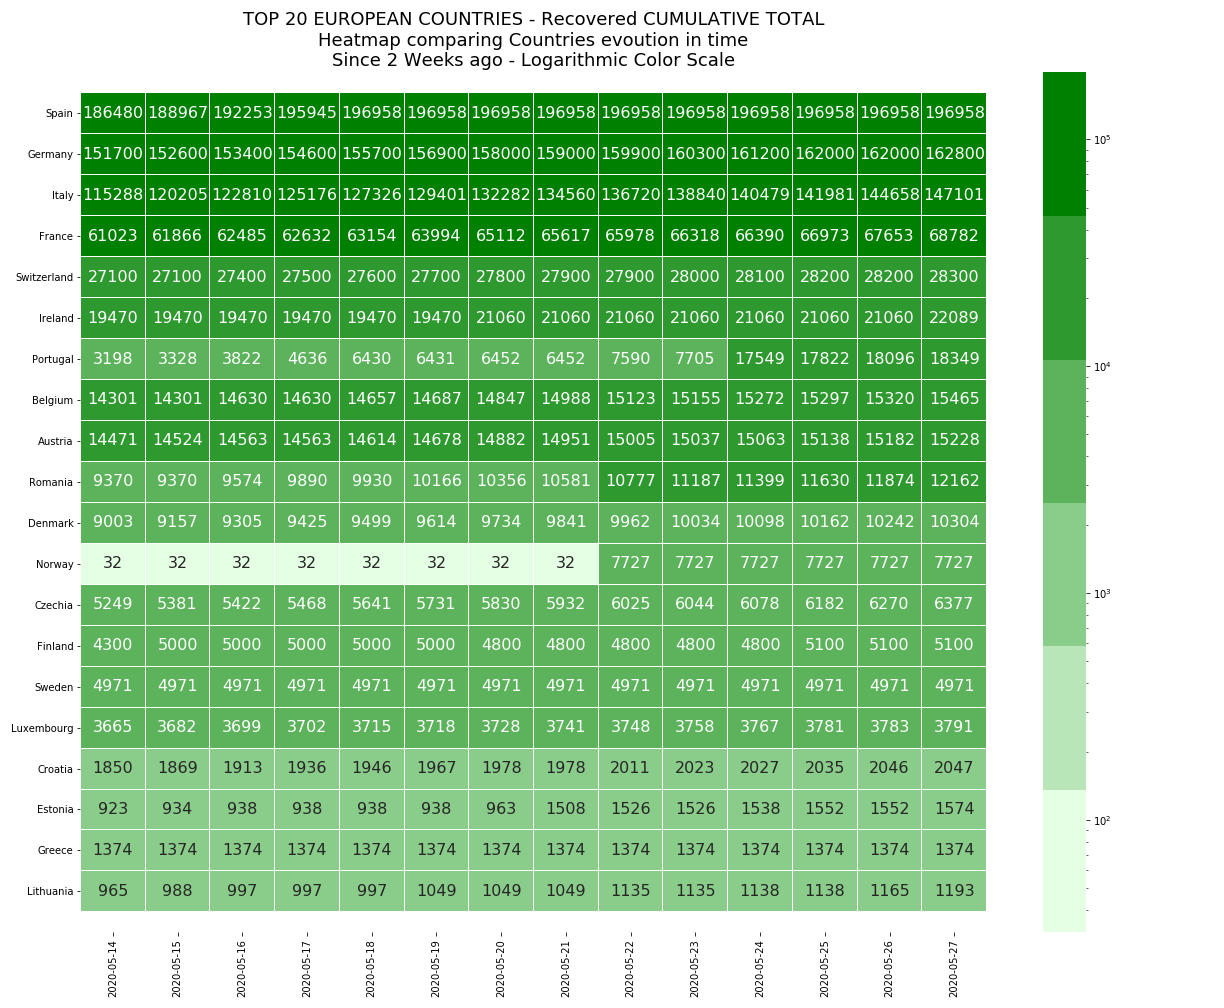 TOP 20 EUROPEAN COUNTRIES - Recovered CUMULATIVE TOTAL
Heatmap comparing Countries evoution in time
Since 2 Weeks ago - Logarithmic Color Scale
Spain 186480 188967 192253 195945 196958 196958 196958 196958 196958 196958 196958 196958 196958 196958
Germany 151700 152600 153400 154600 155700 156900 158000 159000 159900 160300 161200 162000 162000 162800
Italy 115288 120205 122810 125176 127326 129401 132282 134560 136720 138840 140479 141981 144658 147101
France 61023 61866 62485 62632 63154 63994 65112 65617 65978 66318 66390 66973 67653 68782
Switzerland 27100 27100 27400 27500 27600 27700 27800 27900 27900 28000 28100 28200 28200 28300
Ireland 19470 19470 19470 19470 19470 19470 21060 21060 21060 21060 21060 21060 21060 22089
Portugal 3198 3328 3822 4636 6430 6431 6452 6452 7590 7705 17549 17822 18096 18349
Belgium 14301 14301 14630 14630 14657 14687 14847 14988 15123 15155 15272 15297 15320 15465
Austria 14471 14524 14563 14563 14614 14678 14882 14951 15005 15037 15063 15138 15182 15228
Romania 9370 9370 9574 9890 9930 10166 10356 10581 10777 11187 11399 11630 11874 12162
Denmark 9003 9157 9305 9425 9499 9614 9734 9841 9962 10034 10098 10162 10242 10304
Norway 32 32 32 32 32 32 32 32 7727 7727 7727 7727 7727 7727
Czechia 5249 5381 5422 5468 5641 5731 5830 5932 6025 6044 6078 6182 6270 6377
Finland 4300 5000 5000 5000 5000 5000 4800 4800 4800 4800 4800 5100 5100 5100
Sweden 4971 4971 4971 4971 4971 4971 4971 4971 4971 4971 4971 4971 4971 4971
Luxembourg 3665 3682 3699 3702 3715 3718 3728 3741 3748 3758 3767 3781 3783 3791
Croatia 1850 1869 1913 1936 1946 1967 1978 1978 2011 2023 2027 2035 2046 2047
Estonia 923 934 938 938 938 938 963 1508 1526 1526 1538 1552 1552 1574
Greece 1374 1374 1374 1374 1374 1374 1374 1374 1374 1374 1374 1374 1374 1374
Lithuania 965 988 997 997 997 1049 1049 1049 1135 1135 1138 1138 1165 1193
2020-05-14 2020-05-15 2020-05-16 2020-05-17 2020-05-18 2020-05-19 2020-05-20 2020-05-21 2020-05-22 2020-05-23 2020-05-24 2020-05-25 2020-05-26 2020-05-27
10⁵
10⁴
10³
10²